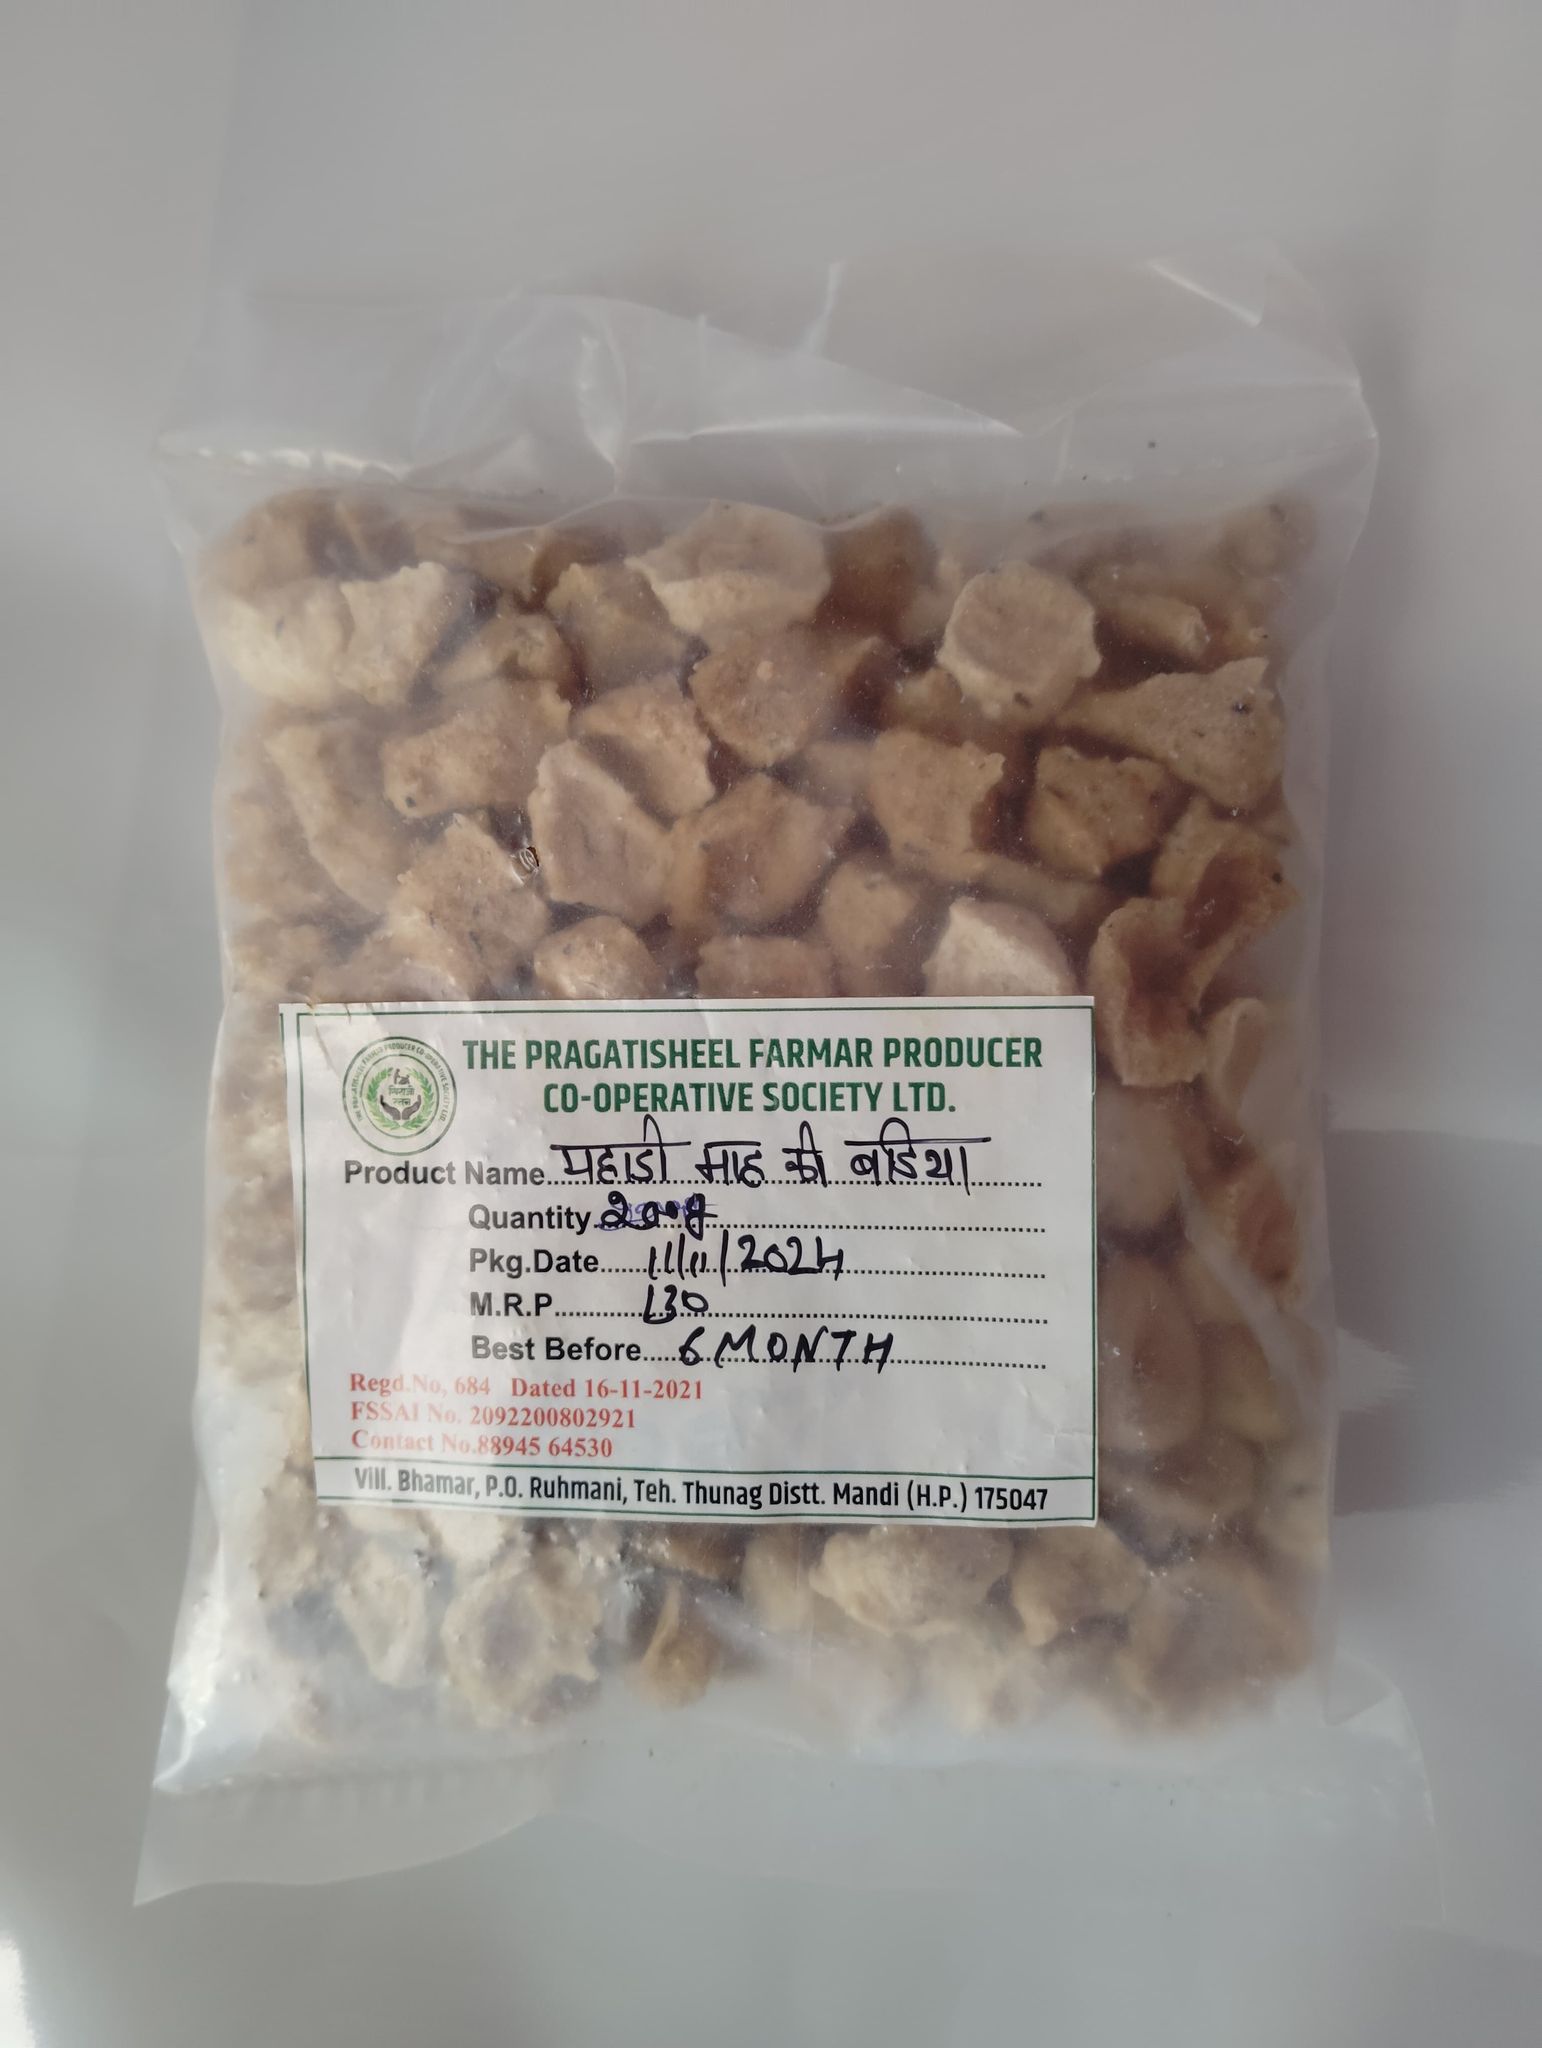 THE PRAGATISHEEL FARMAR PRODUCER
CO-OPERATIVE SOCIETY LTD.
Product Name पहाडी माह की बडिया
Quantity 200g
Pkg.Date 11/11/2024
M.R.P 130
Best Before 6 MONTH
Regd.No, 684 Dated 16-11-2021
FSSAI No. 2092200802921
Contact No.88945 64530
Vill. Bhamar, P.O. Ruhmani, Teh. Thunag Distt. Mandi (H.P.) 175047